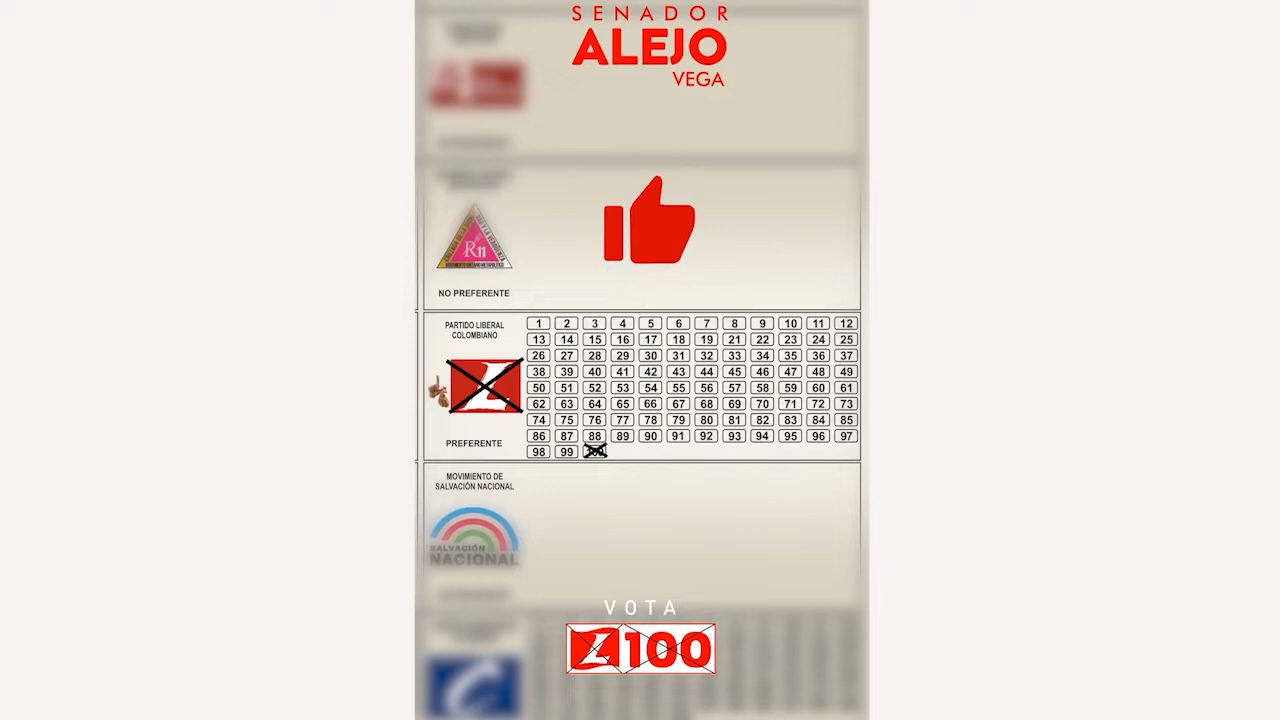 SENADOR
ALEJO
VEGA
R11
NO PREFERENTE
PARTIDO LIBERAL
COLOMBIANO
L
PREFERENTE
1 2 3 4 5 6 7 8 9 10 11 12
13 14 15 16 17 18 19 21 22 23 24 25
26 27 28 29 30 31 32 33 34 35 36 37
38 39 40 41 42 43 44 45 46 47 48 49
50 51 52 53 54 55 56 57 58 59 60 61
62 63 64 65 66 67 68 69 70 71 72 73
74 75 76 77 78 79 80 81 82 83 84 85
86 87 88 89 90 91 92 93 94 95 96 97
98 99 100
MOVIMIENTO DE
SALVACIÓN NACIONAL
SALVACIÓN
NACIONAL
VOTA
L100